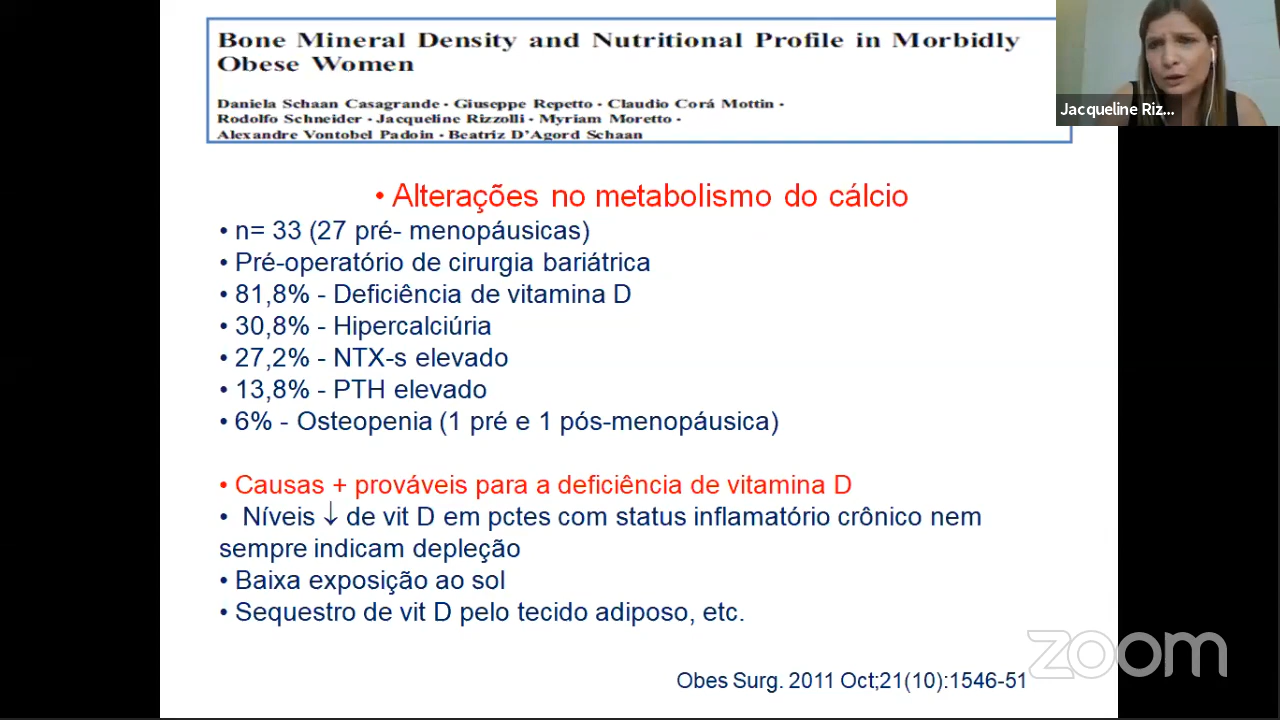 Bone Mineral Density and Nutritional Profile in Morbidly
Obese Women
Daniela Schaan Casagrande · Giuseppe Repetto · Claudio Corá Mottin ·
Rodolfo Schneider · Jacqueline Rizzolli · Myriam Moretto ·
Alexandre Vontobel Padoin · Beatriz D'Agord Schaan
Jacqueline Riz...
• Alterações no metabolismo do cálcio
• n= 33 (27 pré- menopáusicas)
• Pré-operatório de cirurgia bariátrica
• 81,8% - Deficiência de vitamina D
• 30,8% - Hipercalciúria
• 27,2% - NTX-s elevado
• 13,8% - PTH elevado
• 6% - Osteopenia (1 pré e 1 pós-menopáusica)
• Causas + prováveis para a deficiência de vitamina D
• Níveis ↓ de vit D em pctes com status inflamatório crônico nem
sempre indicam depleção
• Baixa exposição ao sol
• Sequestro de vit D pelo tecido adiposo, etc.
zoom
Obes Surg. 2011 Oct;21(10):1546-51